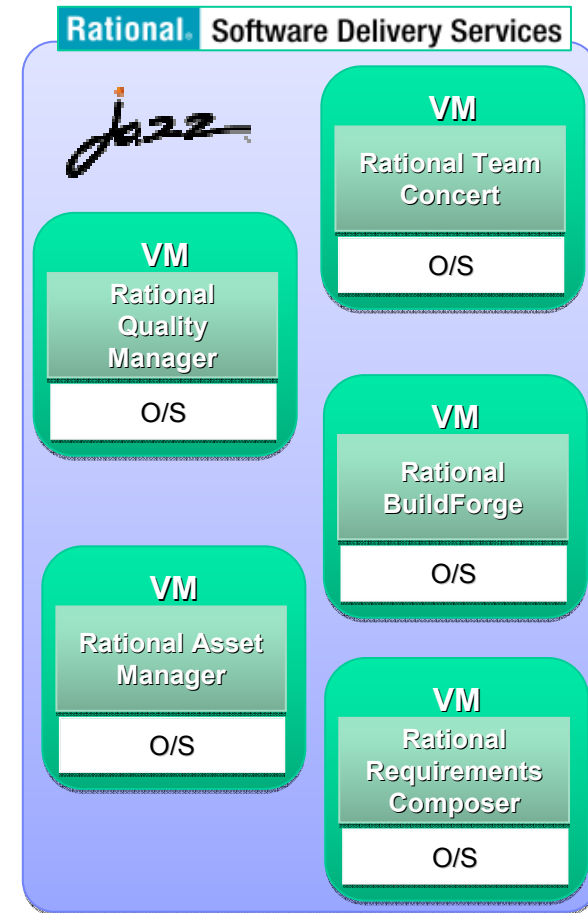 Rational. Software Delivery Services
jazz
VM
Rational Team
Concert
O/S
VM
Rational
Quality
Manager
O/S
VM
Rational
BuildForge
O/S
VM
Rational Asset
Manager
O/S
VM
Rational
Requirements
Composer
O/S